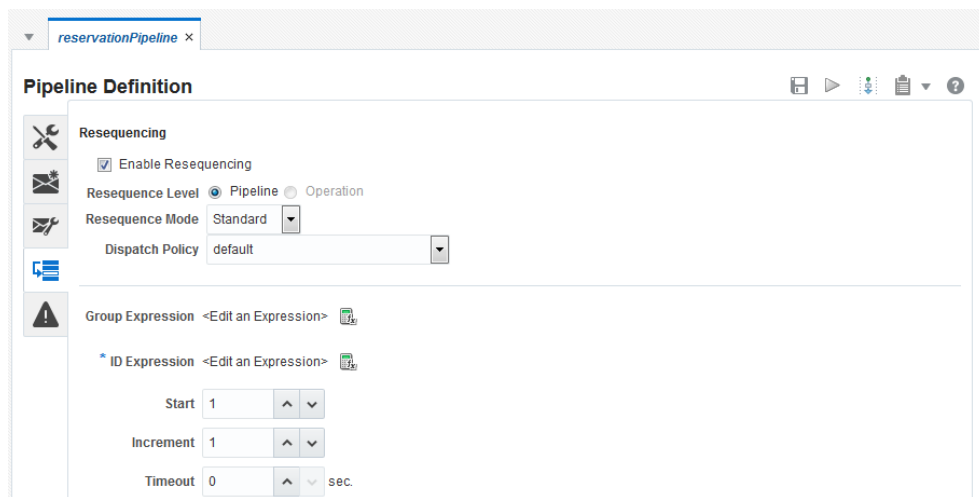 reservationPipeline ×
Pipeline Definition
Resequencing
Enable Resequencing
Resequence Level Pipeline Operation
Resequence Mode Standard
Dispatch Policy default
Group Expression <Edit an Expression>
* ID Expression <Edit an Expression>
Start 1
Increment 1
Timeout 0 sec.